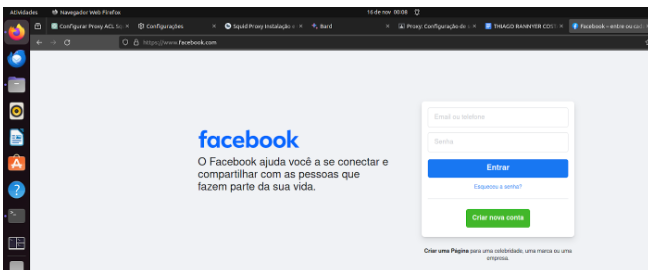 Atividades Navegador Web Firefox 16 de nov 00:08
Configurar Proxy ACL Sq Configurações Squid Proxy Instalação Bard Proxy: Configuração de THIAGO RANNYER COST Facebook – entre ou cad
https://www.facebook.com
Email ou telefone
Senha
facebook
O Facebook ajuda você a se conectar e
compartilhar com as pessoas que
fazem parte da sua vida.
Entrar
Esqueceu a senha?
Criar nova conta
Criar uma Página para uma celebridade, uma marca ou uma
empresa.